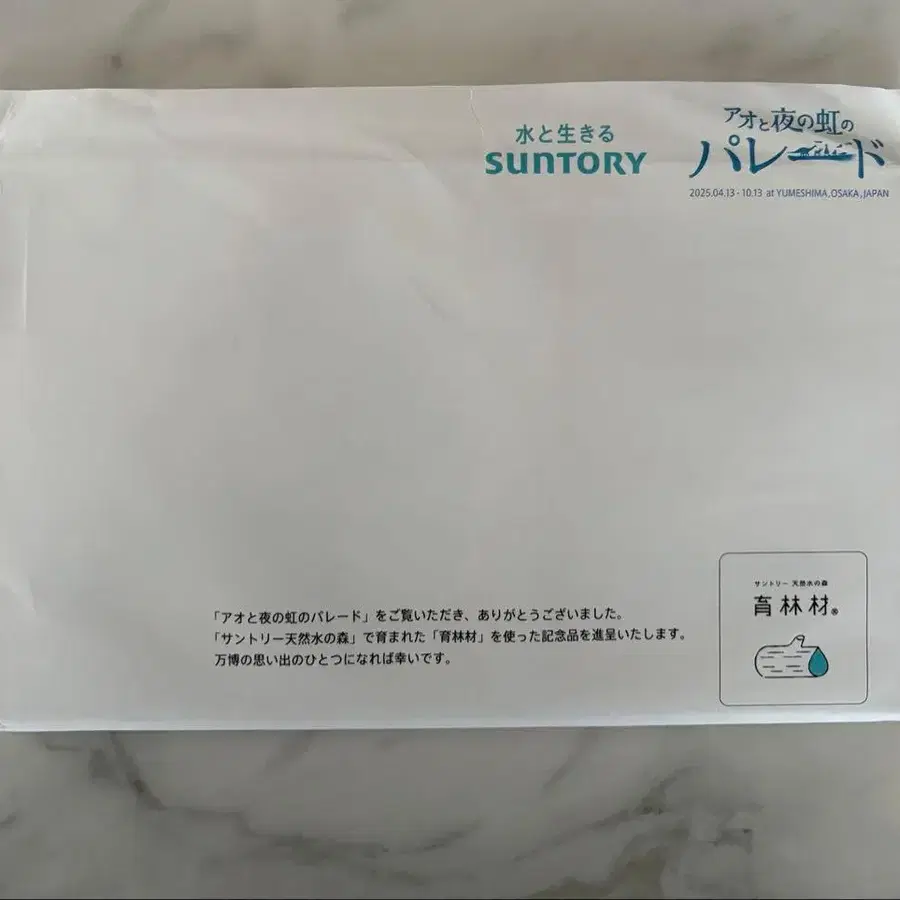 水と生きる
SUNTORY
アオと夜の虹の
パレード
2025.04.13 - 10.13 at YUMESHIMA, OSAKA, JAPAN
「アオと夜の虹のパレード」をご覧いただき、ありがとうございました。
「サントリー天然水の森」で育まれた「育林材」を使った記念品を進呈いたします。
万博の思い出のひとつになれば幸いです。
サントリー 天然水の森
育林材®